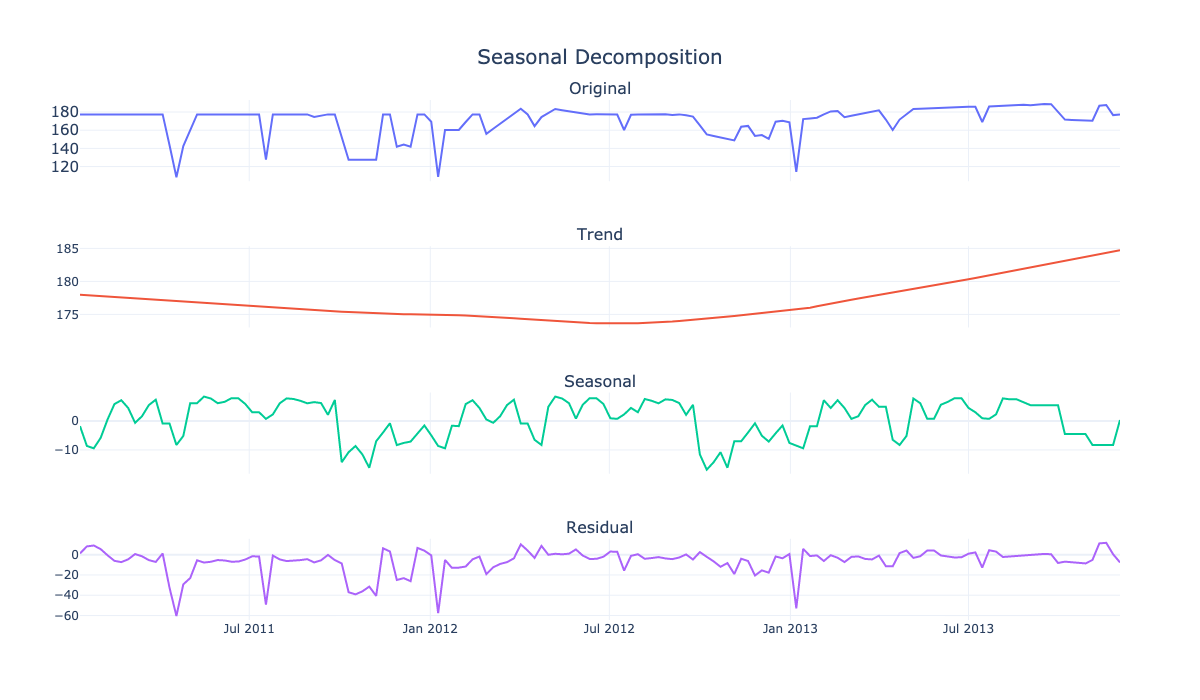 Seasonal Decomposition
Original
180
160
140
120
Trend
185
180
175
Seasonal
0
−10
Residual
0
−20
−40
−60
Jul 2011 Jan 2012 Jul 2012 Jan 2013 Jul 2013